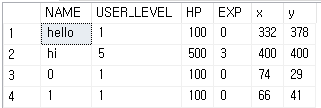 NAME USER_LEVEL HP EXP x y
1 hello 1 100 0 332 378
2 hi 5 500 3 400 400
3 0 1 100 0 74 29
4 1 1 100 0 66 41